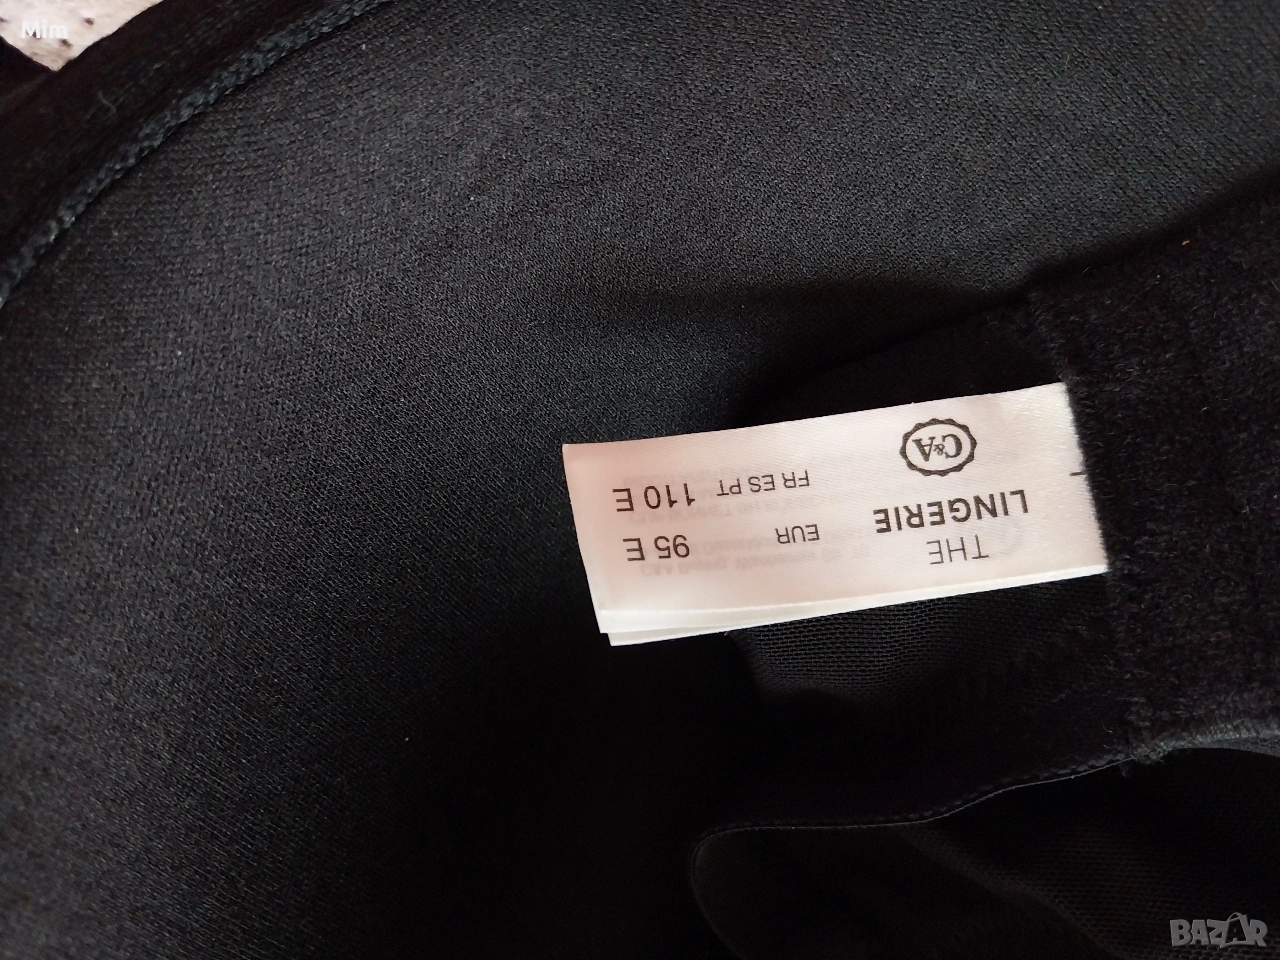 Mim
C&A
THE
LINGERIE
EUR 95 E
FR ES PT 110 E
BAZAR